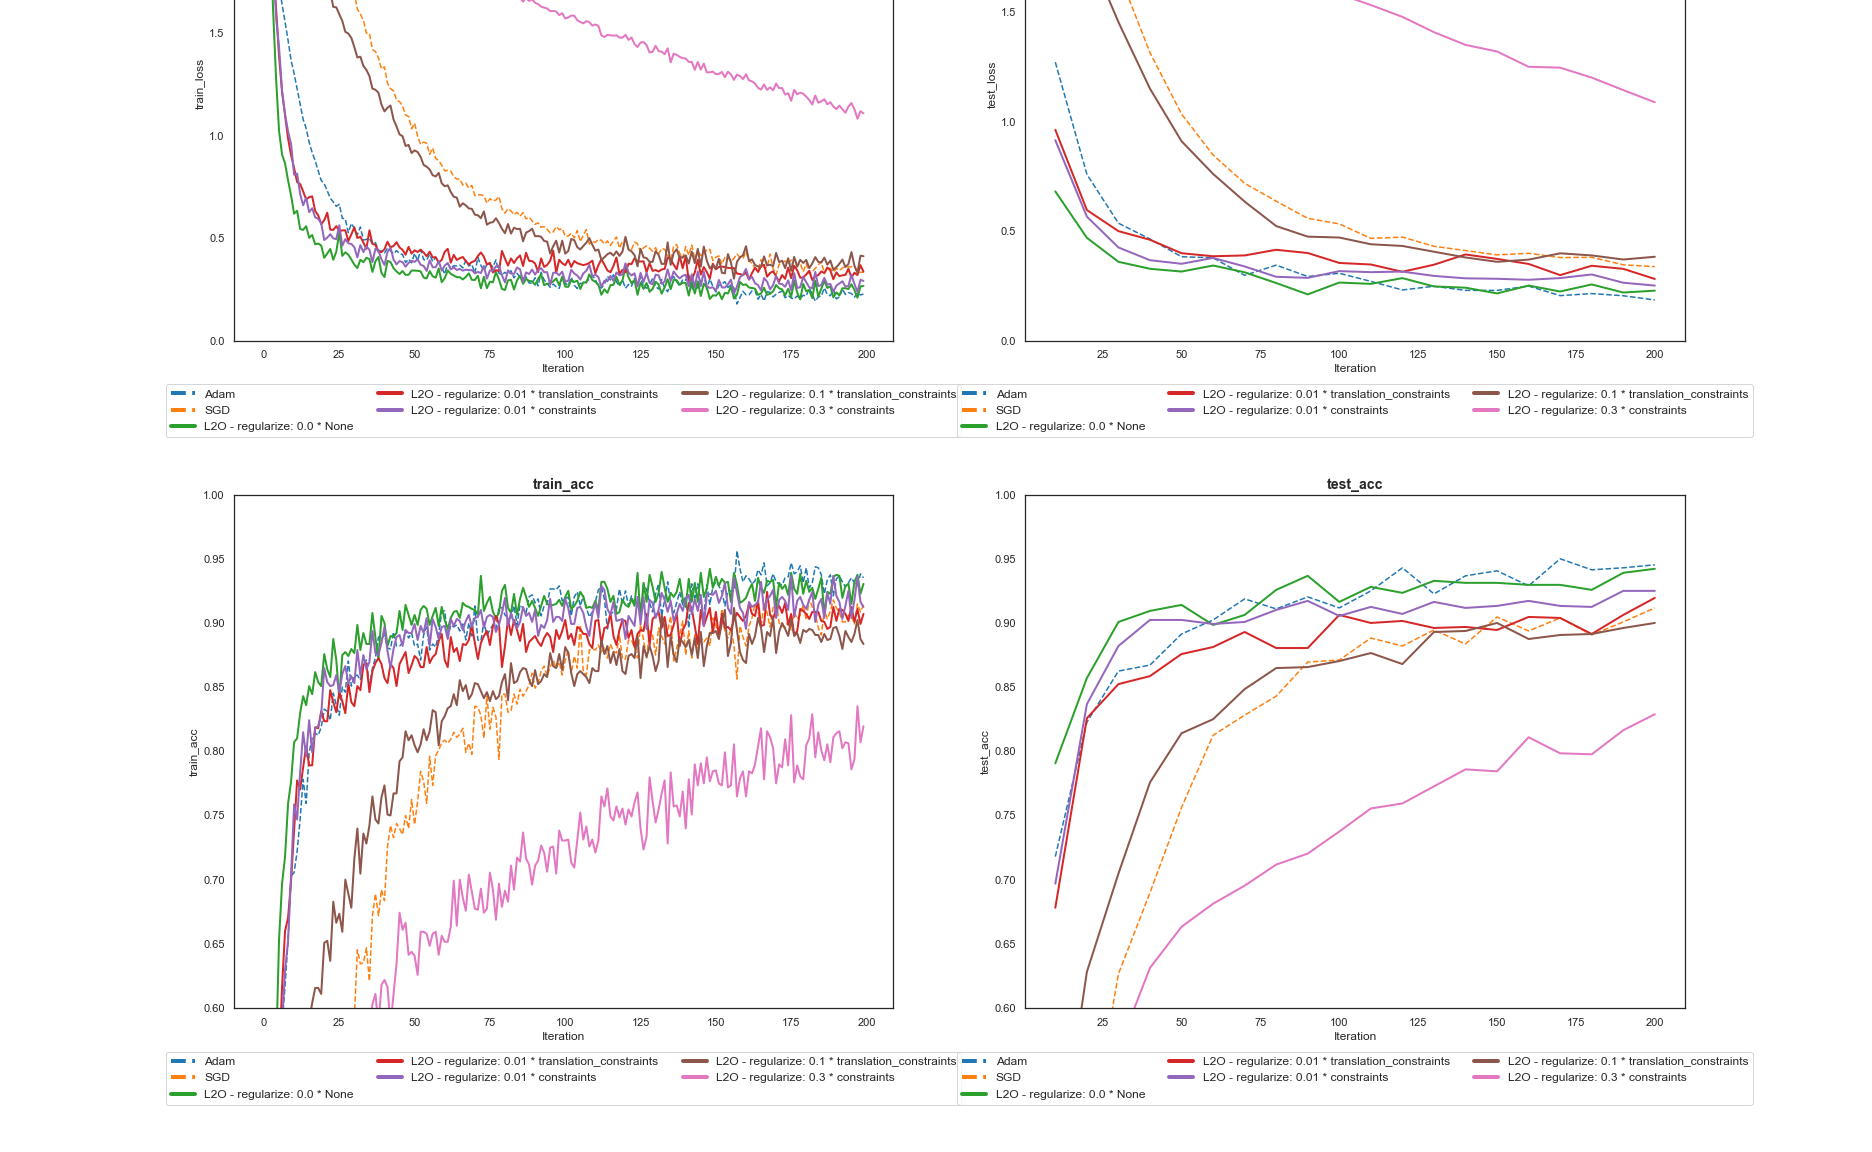 1.5
1.0
0.5
0.0
train_loss
0 25 50 75 100 125 150 175 200
Iteration
Adam
SGD
L2O - regularize: 0.0 * None
L2O - regularize: 0.01 * translation_constraints
L2O - regularize: 0.01 * constraints
L2O - regularize: 0.1 * translation_constraints
L2O - regularize: 0.3 * constraints
1.5
1.0
0.5
0.0
test_loss
25 50 75 100 125 150 175 200
Iteration
Adam
SGD
L2O - regularize: 0.0 * None
L2O - regularize: 0.01 * translation_constraints
L2O - regularize: 0.01 * constraints
L2O - regularize: 0.1 * translation_constraints
L2O - regularize: 0.3 * constraints
train_acc
1.00
0.95
0.90
0.85
0.80
0.75
0.70
0.65
0.60
train_acc
0 25 50 75 100 125 150 175 200
Iteration
Adam
SGD
L2O - regularize: 0.0 * None
L2O - regularize: 0.01 * translation_constraints
L2O - regularize: 0.01 * constraints
L2O - regularize: 0.1 * translation_constraints
L2O - regularize: 0.3 * constraints
test_acc
1.00
0.95
0.90
0.85
0.80
0.75
0.70
0.65
0.60
test_acc
25 50 75 100 125 150 175 200
Iteration
Adam
SGD
L2O - regularize: 0.0 * None
L2O - regularize: 0.01 * translation_constraints
L2O - regularize: 0.01 * constraints
L2O - regularize: 0.1 * translation_constraints
L2O - regularize: 0.3 * constraints